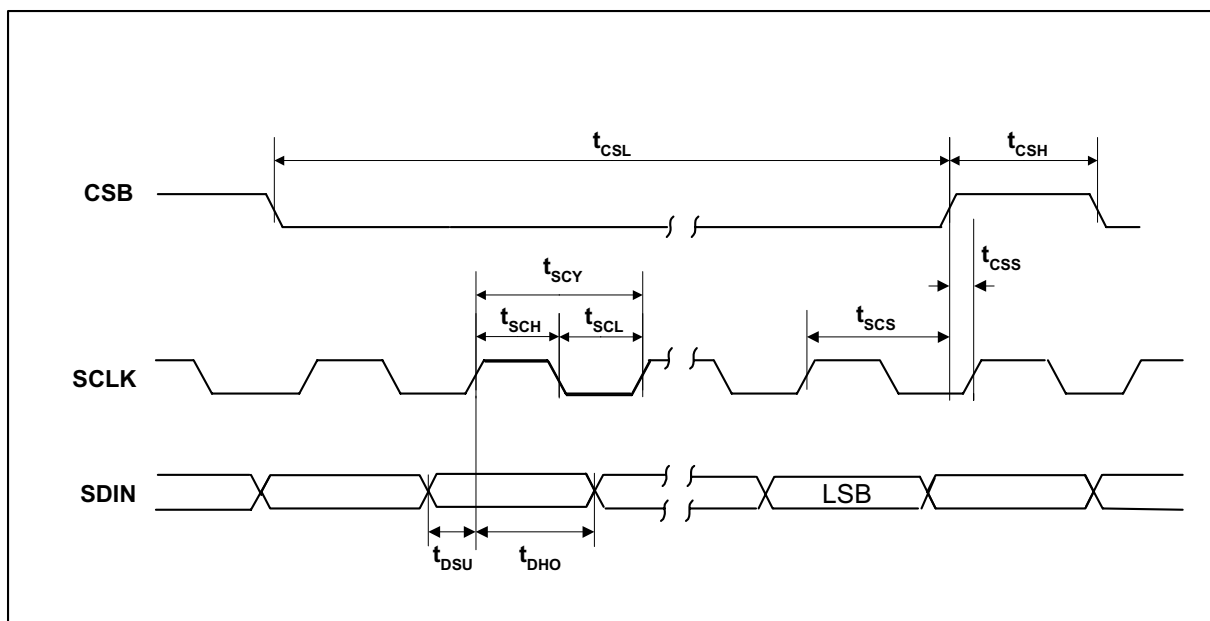 tCSL
tCSH
CSB
tCSS
tSCY
tSCH
tSCL
tSCS
SCLK
SDIN
LSB
tDSU
tDHO